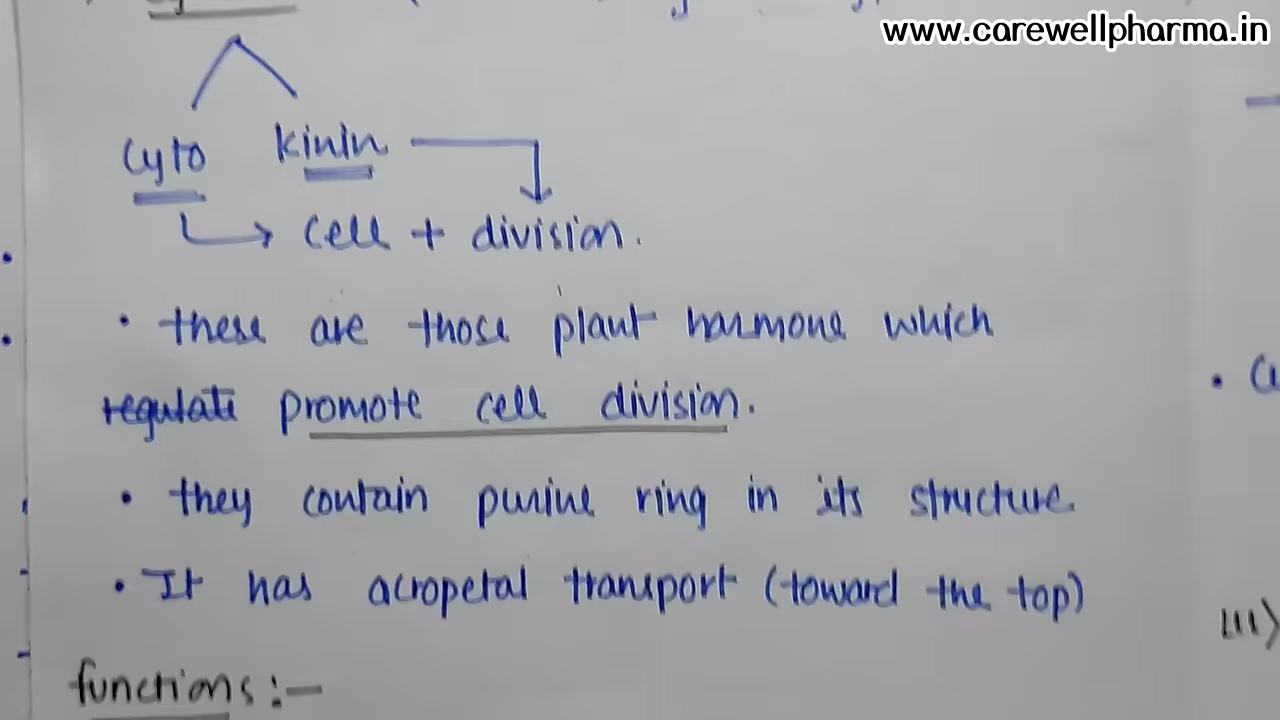 www.carewellpharma.in
Cyto Kinin
cell + division.
• these are those plant harmone which
regulate promote cell division.
• they contain purine ring in its structure.
• It has acropetal transport (toward the top)
III)
functions :-